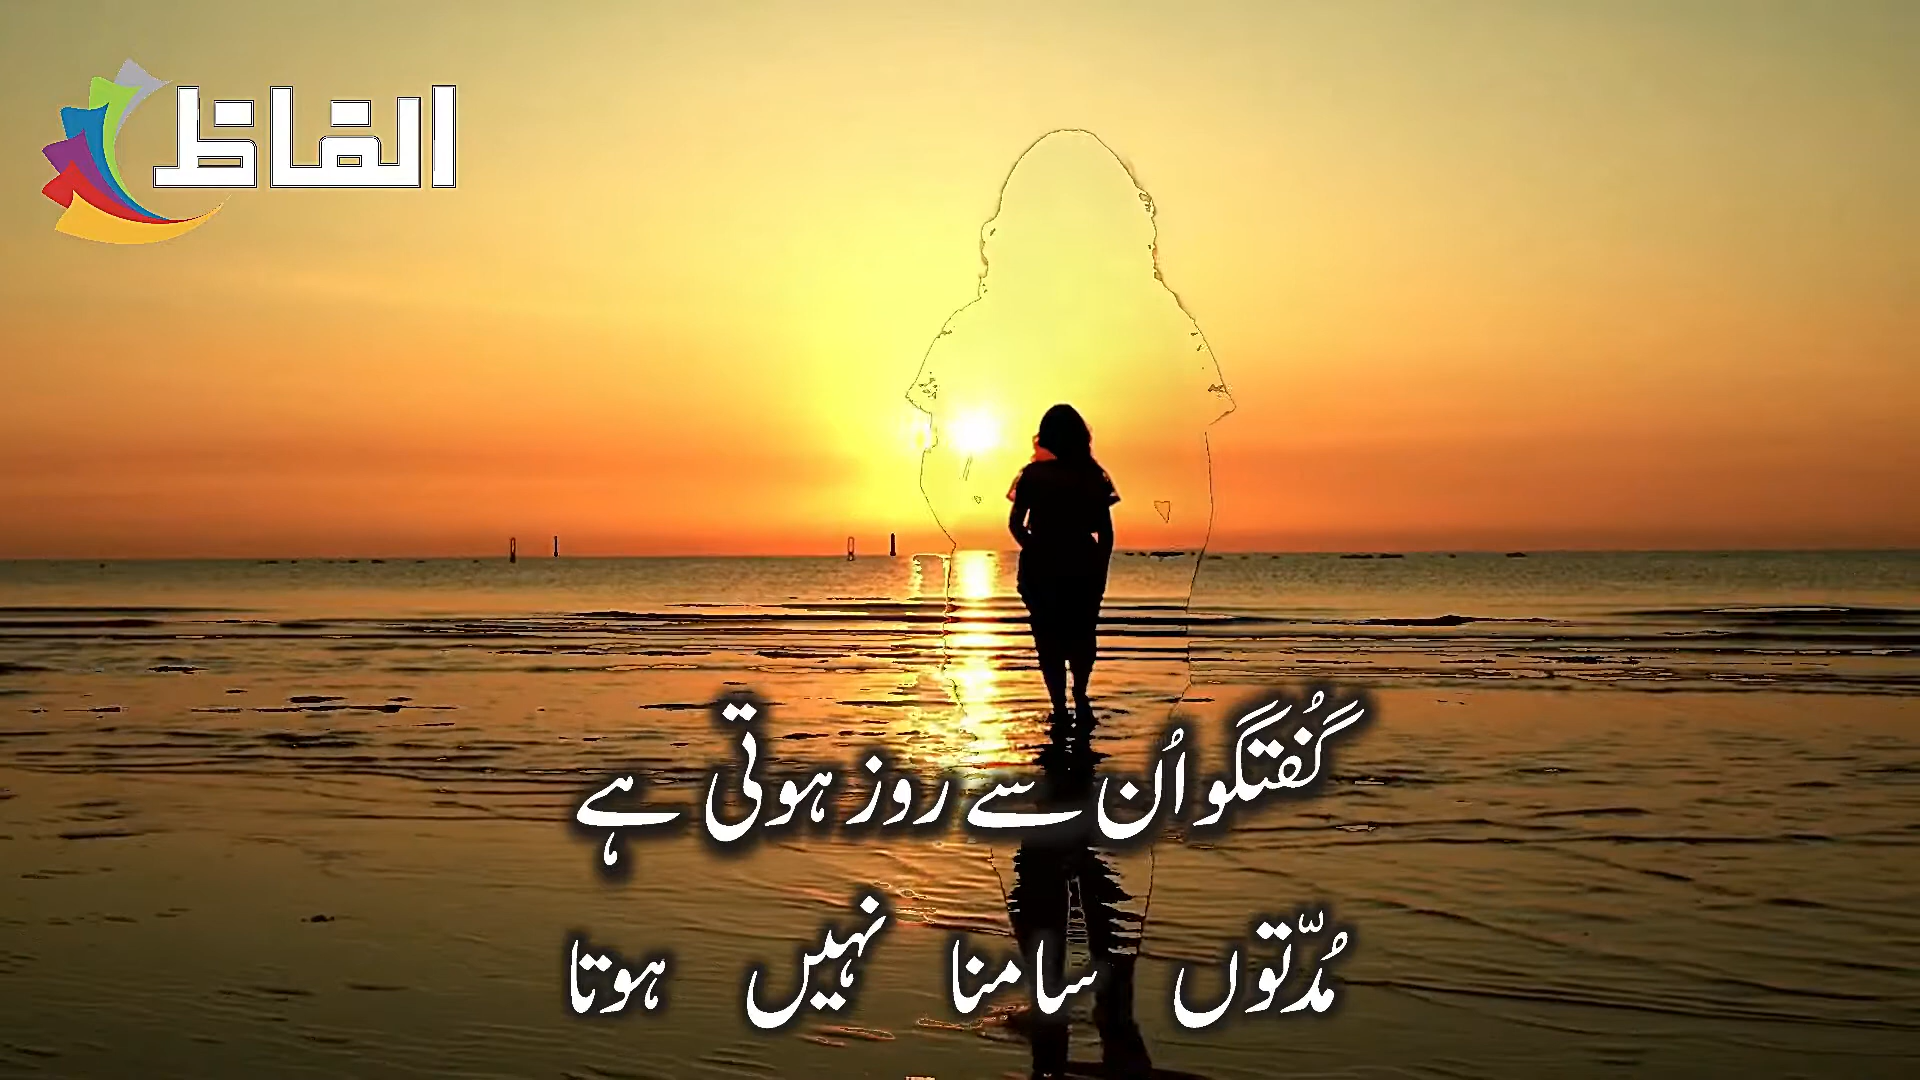 الفاظ
گُفتگو اُن سے روز ہوتی ہے
مُدّتوں سامنا نہیں ہوتا